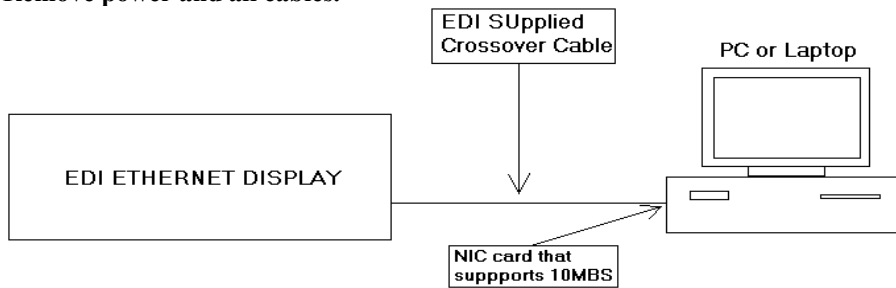 Remove power and all cables.
EDI SUpplied
Crossover Cable
PC or Laptop
EDI ETHERNET DISPLAY
NIC card that
suppports 10MBS